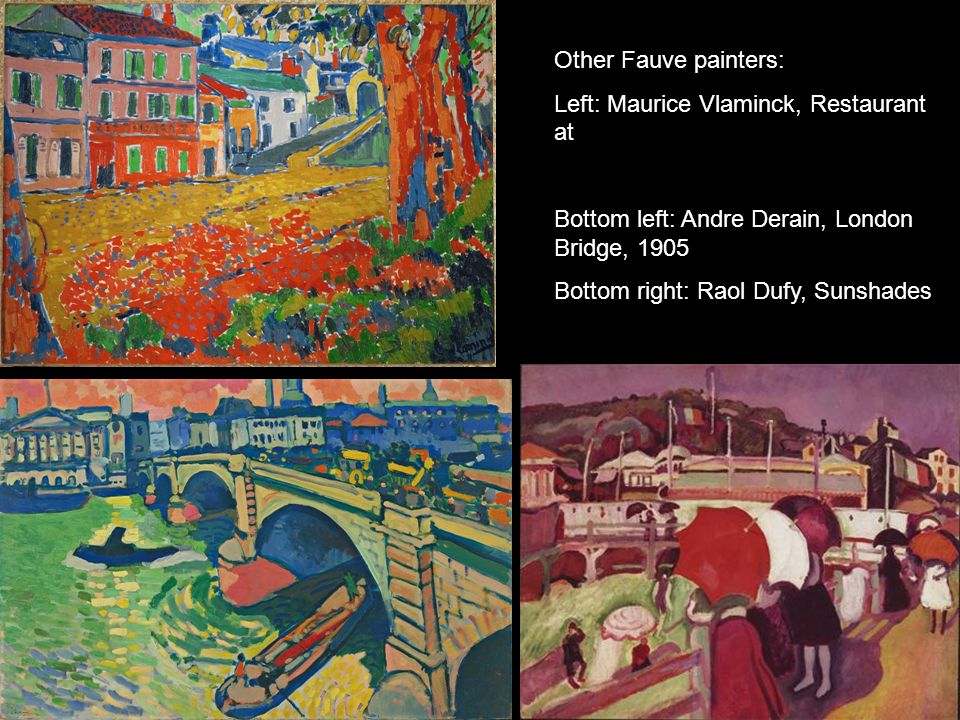 Other Fauve painters:
Left: Maurice Vlaminck, Restaurant
at
Bottom left: Andre Derain, London
Bridge, 1905
Bottom right: Raol Dufy, Sunshades